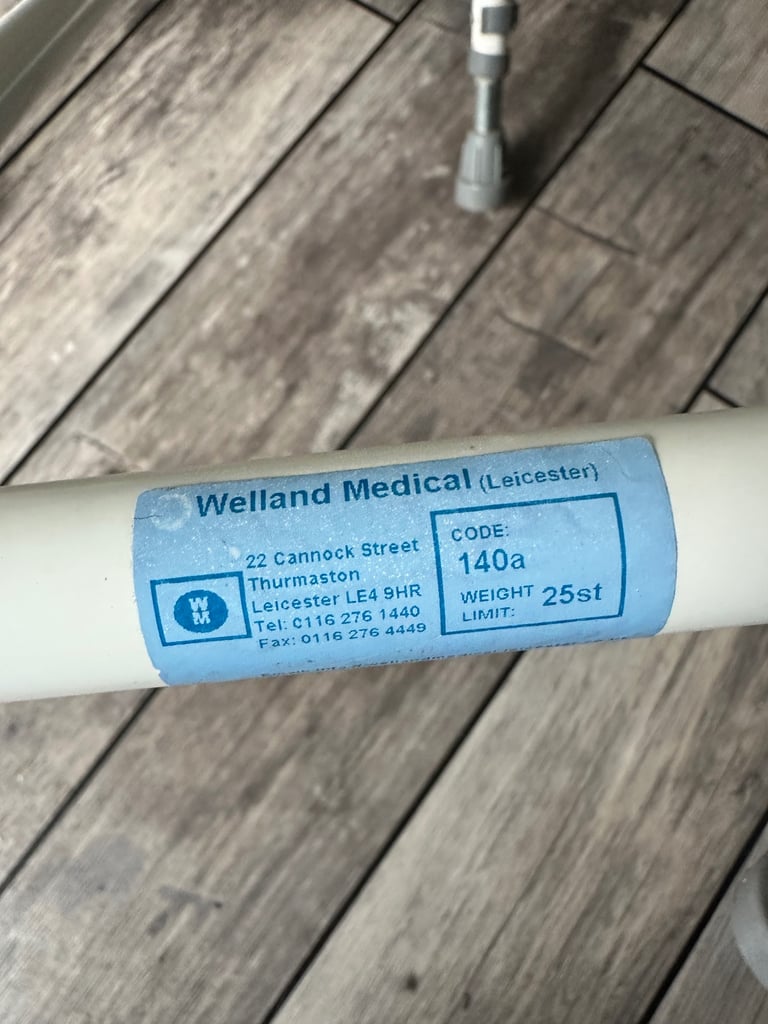 Welland Medical (Leicester)
W
M
22 Cannock Street
Thurmaston
Leicester LE4 9HR
Tel: 0116 276 1440
Fax: 0116 276 4449
CODE:
140a
WEIGHT
LIMIT: 25st